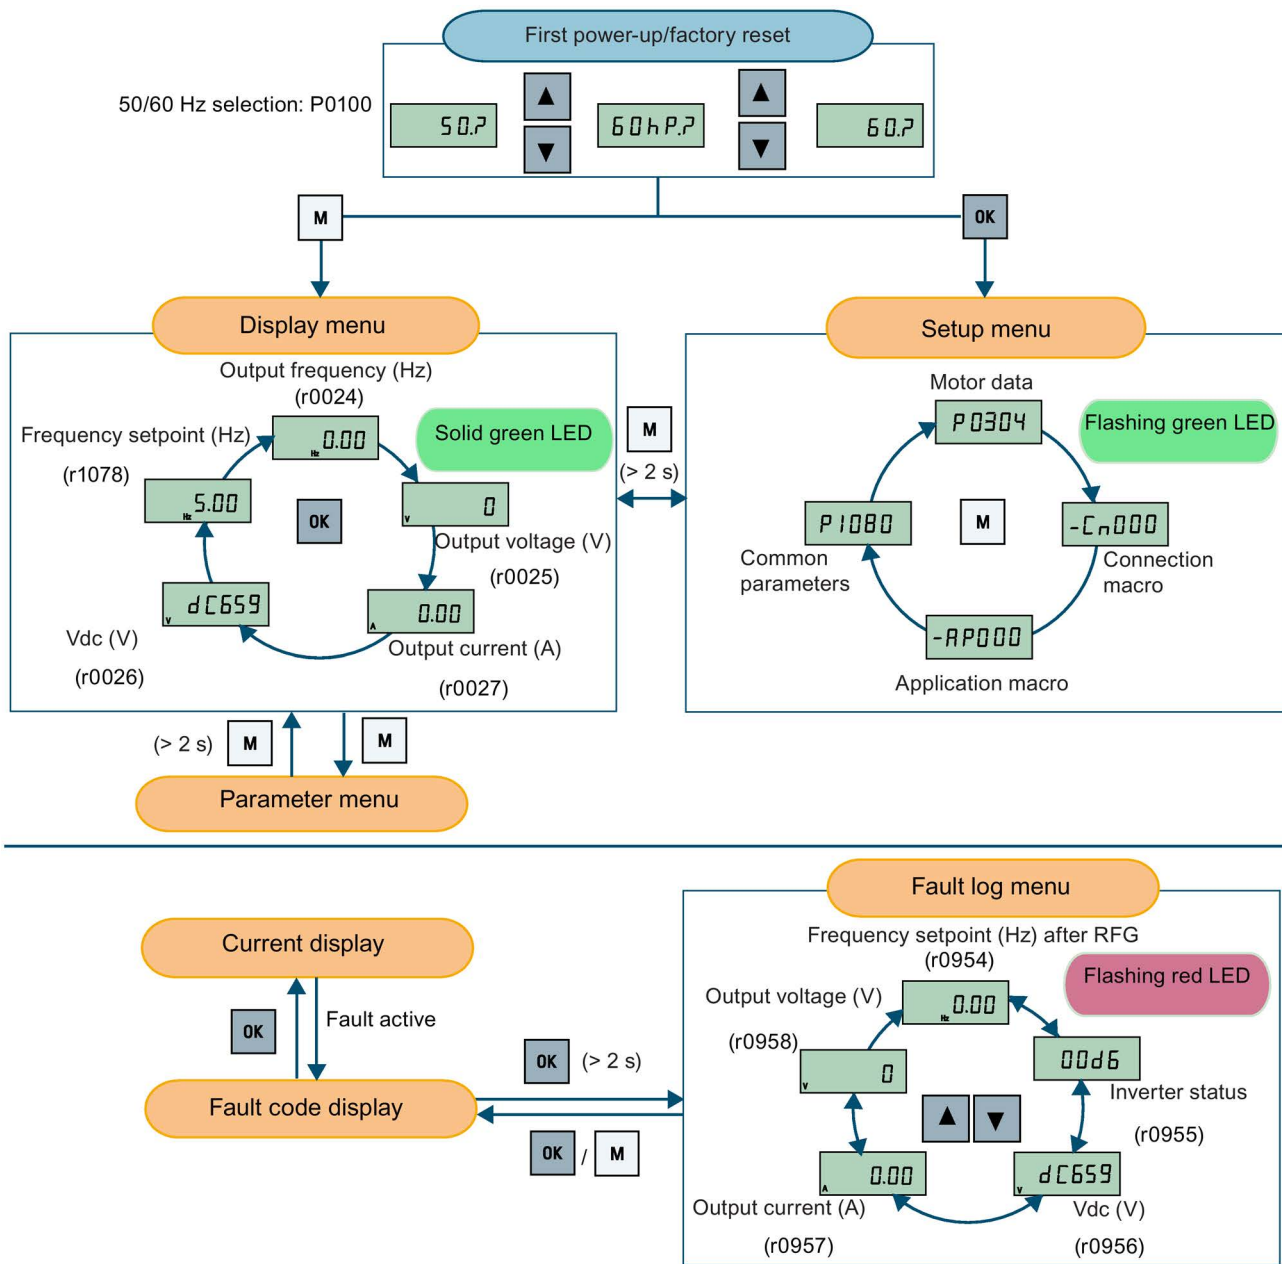 First power-up/factory reset
50/60 Hz selection: P0100
50.?
60hP.?
60.?
M
OK
Display menu
Output frequency (Hz)
(r0024)
Hz 0.00
Solid green LED
Frequency setpoint (Hz)
(r1078)
Hz 5.00
OK
V 0
Output voltage (V)
(r0025)
dC659
V
Vdc (V)
(r0026)
A 0.00
Output current (A)
(r0027)
M
(> 2 s)
Setup menu
Motor data
P0304
Flashing green LED
P1080
Common
parameters
M
-Cn000
Connection
macro
-AP000
Application macro
(> 2 s)
M
M
Parameter menu
Current display
OK
Fault active
Fault code display
OK
(> 2 s)
OK / M
Fault log menu
Frequency setpoint (Hz) after RFG
(r0954)
Hz 0.00
Flashing red LED
Output voltage (V)
(r0958)
V 0
00d6
Inverter status
(r0955)
A 0.00
Output current (A)
(r0957)
dC659
V
Vdc (V)
(r0956)